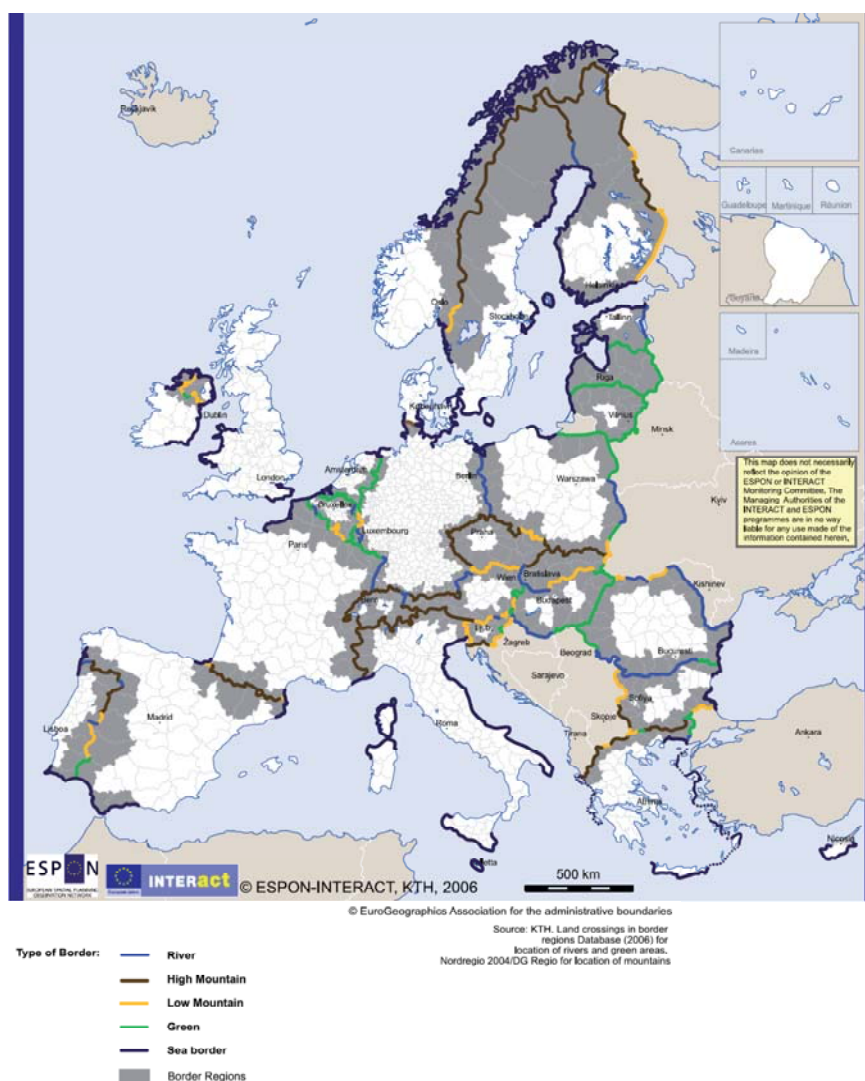 Reykjavik
Canarias
Guadeloupe
Martinique
Réunion
Guyane
Madeira
Acores
Oslo
Helsinki
Stockholm
Tallinn
Riga
Vilnius
Minsk
København
Dublin
London
Amsterdam
Berlin
Warszawa
Kyiv
Bruxelles
Luxembourg
Praha
Paris
Wien
Bratislava
Kishinev
Bern
Budapest
Zagreb
Beograd
Bucuresti
Sarajevo
Sofiya
Skopje
Tirana
Roma
Madrid
Lisboa
Ankara
Athina
Nicosia
Valletta
This map does not necessarily
reflect the opinion of the
ESPON or INTERACT
Monitoring Committee. The
Managing Authorities of the
INTERACT and ESPON
programmes are in no way
liable for any use made of the
information contained herein.
ESPON
EUROPEAN SPATIAL PLANNING
OBSERVATION NETWORK
INTERact
© ESPON-INTERACT, KTH, 2006
500 km
© EuroGeographics Association for the administrative boundaries
Source: KTH. Land crossings in border
regions Database (2006) for
location of rivers and green areas.
Nordregio 2004/DG Regio for location of mountains
Type of Border:
River
High Mountain
Low Mountain
Green
Sea border
Border Regions